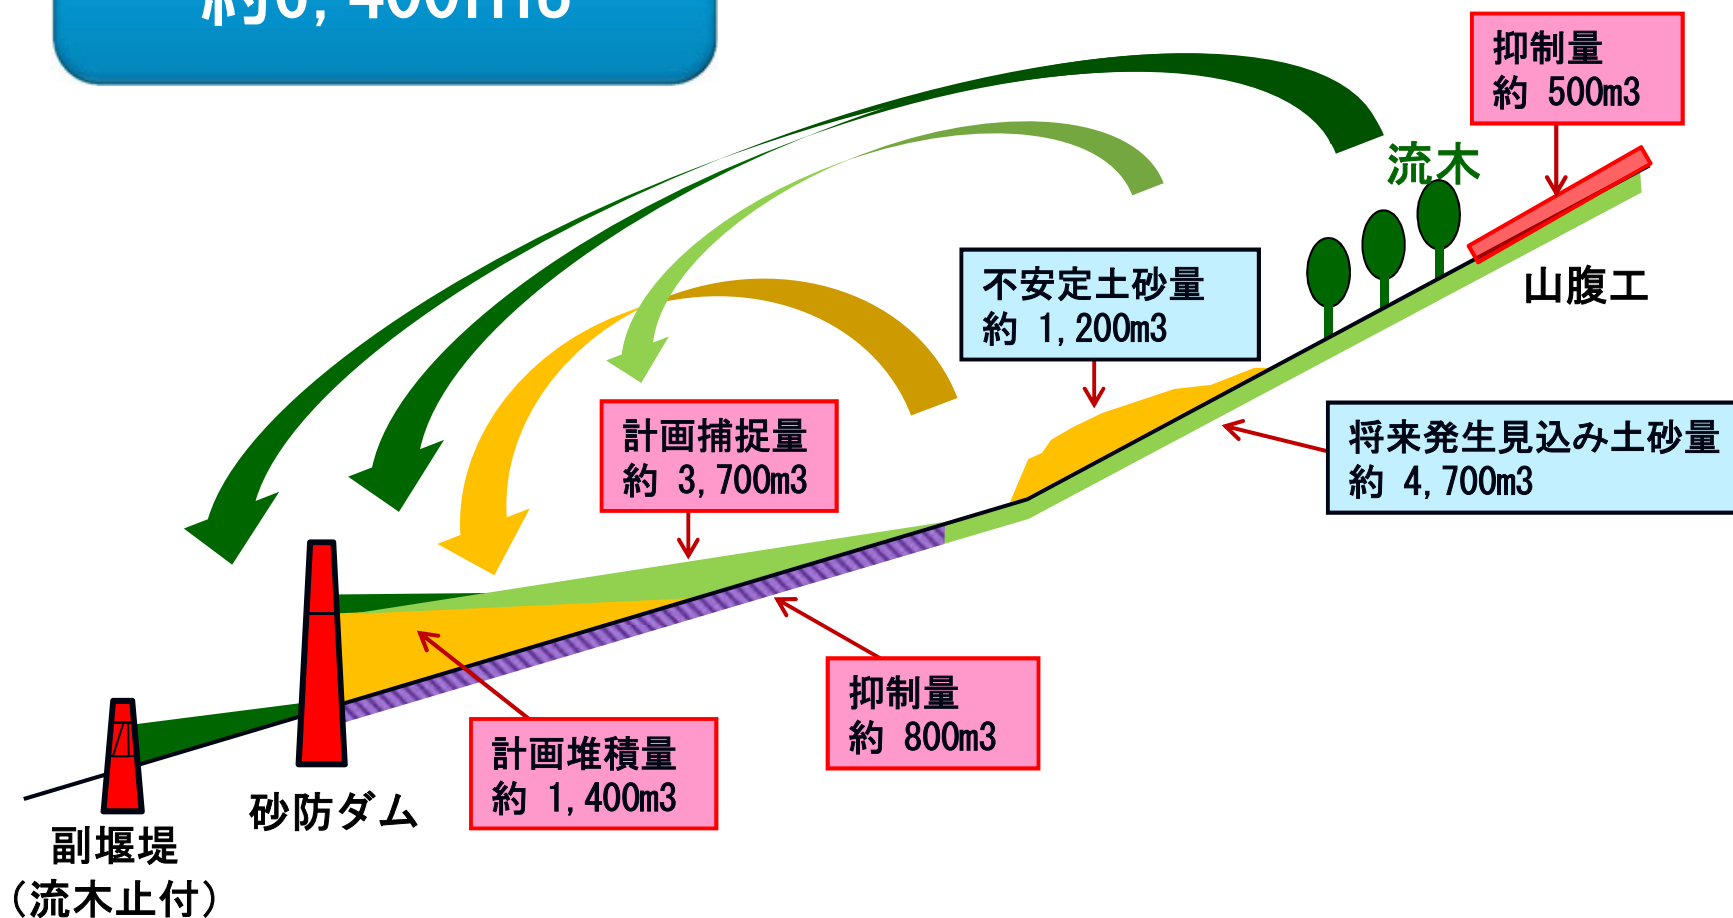 約6,400m3
抑制量
約 500m3
流木
山腹工
不安定土砂量
約 1,200m3
将来発生見込み土砂量
約 4,700m3
計画捕捉量
約 3,700m3
抑制量
約 800m3
計画堆積量
約 1,400m3
砂防ダム
副堰堤
(流木止付)